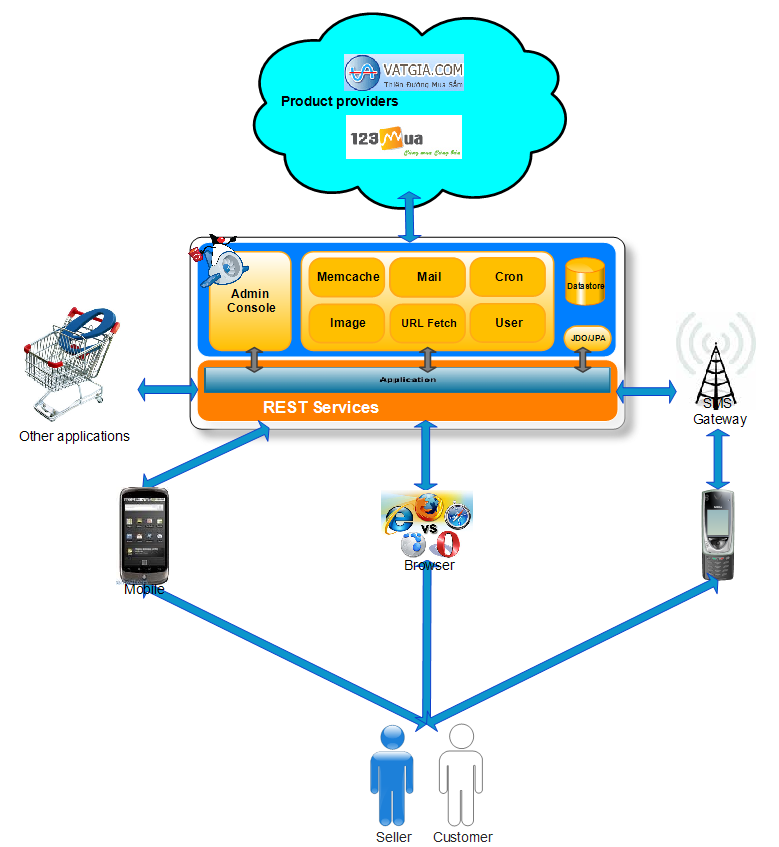 VATGIA.COM
Thiên Đường Mua Sắm
Product providers
123mua
Cùng mua Cùng bán
Admin
Console
Memcache
Mail
Cron
Image
URL Fetch
User
Datastore
JDO/JPA
Application
REST Services
Other applications
SMS
Gateway
VS
Mobile
Browser
Seller
Customer